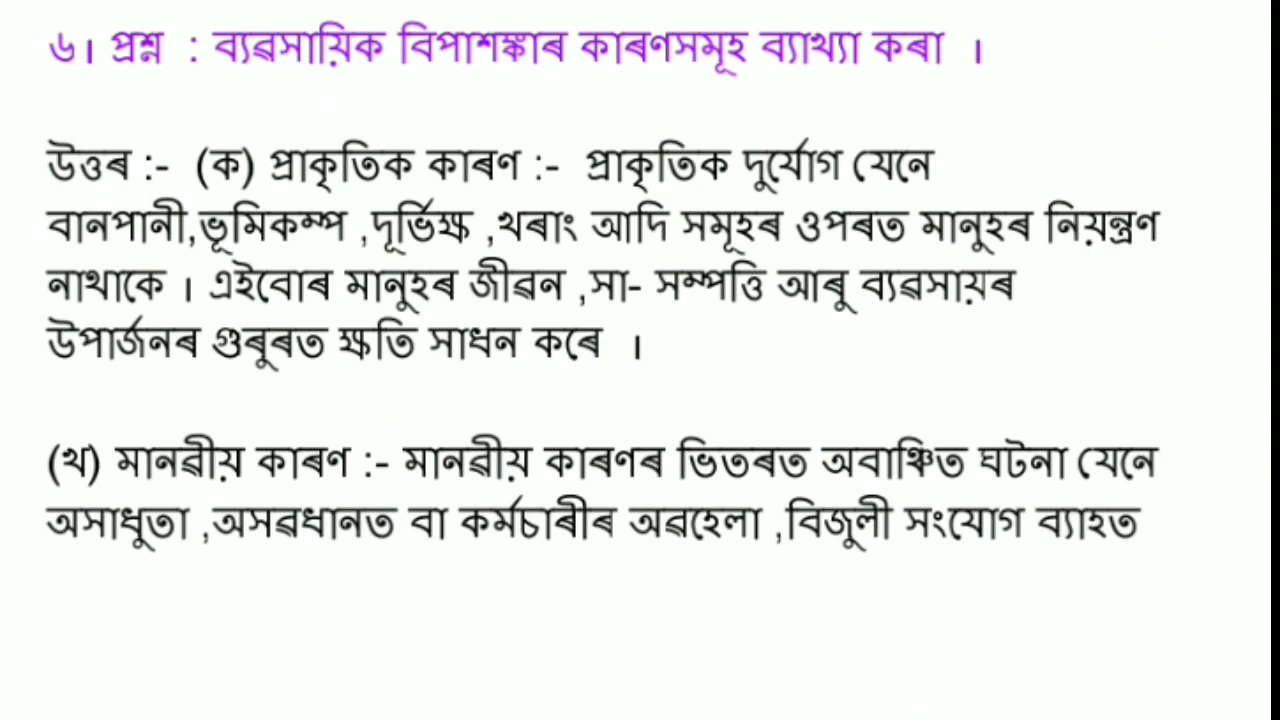 ৬। প্ৰশ্ন : ব্যৱসায়িক বিপাশঙ্কাৰ কাৰণসমূহ ব্যাখ্যা কৰা ।
উত্তৰ :- (ক) প্ৰাকৃতিক কাৰণ :- প্ৰাকৃতিক দুৰ্যোগ যেনে
বানপানী,ভূমিকম্প ,দূৰ্ভিক্ষ ,খৰাং আদি সমূহৰ ওপৰত মানুহৰ নিয়ন্ত্ৰণ
নাথাকে । এইবোৰ মানুহৰ জীৱন ,সা- সম্পত্তি আৰু ব্যৱসায়ৰ
উপাৰ্জনৰ গুৰুৰত ক্ষতি সাধন কৰে ।
(খ) মানৱীয় কাৰণ :- মানৱীয় কাৰণৰ ভিতৰত অবাঞ্চিত ঘটনা যেনে
অসাধুতা ,অসৱধানত বা কৰ্মচাৰীৰ অৱহেলা ,বিজুলী সংযোগ ব্যাহত